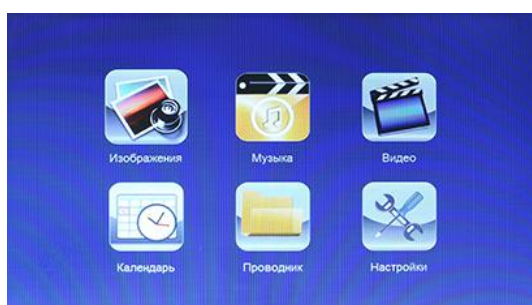 Изображения Музыка Видео
Календарь Проводник Настройки